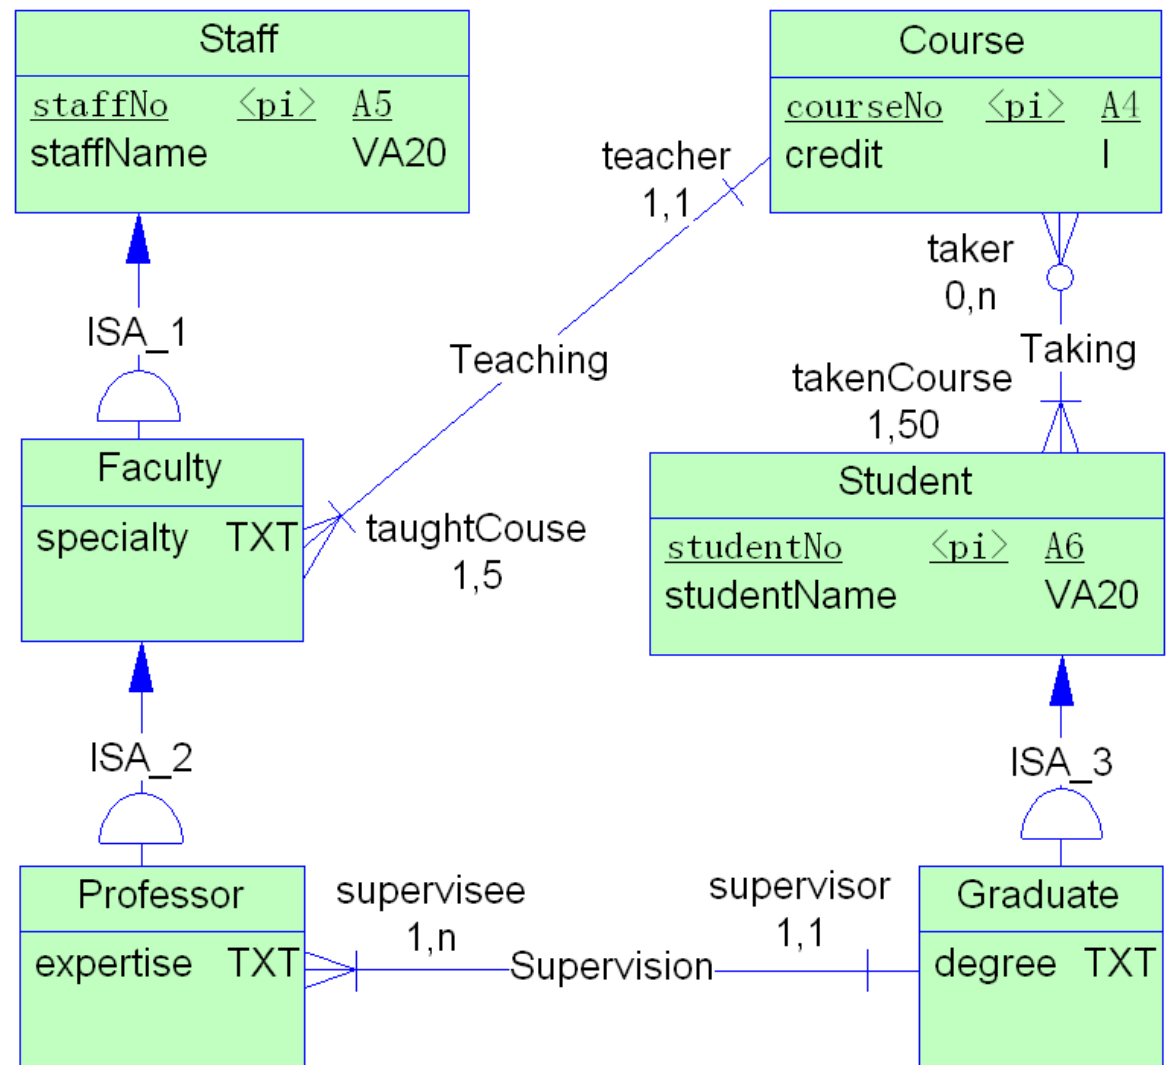 Staff
staffNo <pi> A5
staffName VA20
Course
courseNo <pi> A4
credit I
teacher
1,1
taker
0,n
ISA_1
Teaching
Taking
takenCourse
1,50
Faculty
specialty TXT
taughtCouse
1,5
Student
studentNo <pi> A6
studentName VA20
ISA_2
ISA_3
Professor
expertise TXT
supervisee
1,n
Supervision
supervisor
1,1
Graduate
degree TXT